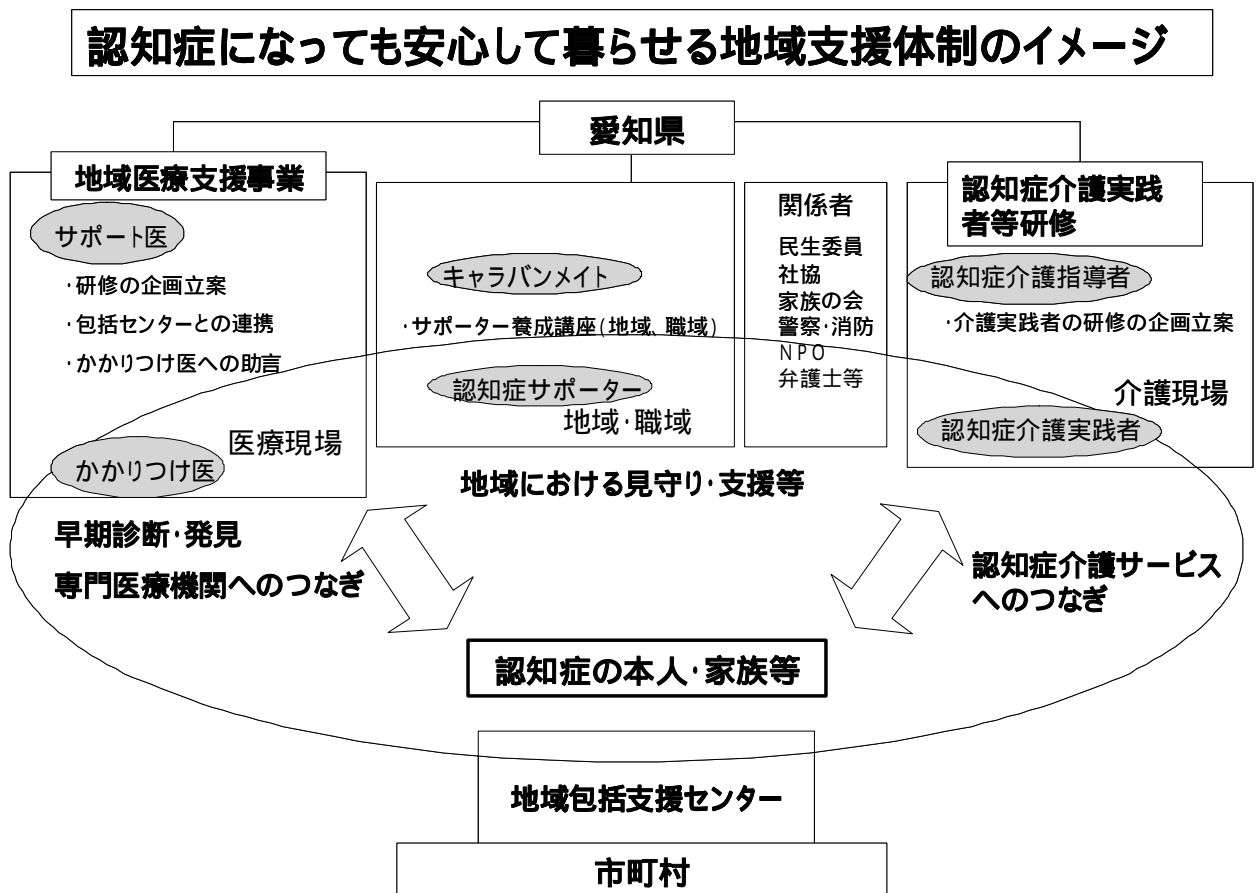 認知症になっても安心して暮らせる地域支援体制のイメージ
愛知県
地域医療支援事業
サポート医
・研修の企画立案
・包括センターとの連携
・かかりつけ医への助言
かかりつけ医
医療現場
キャラバンメイト
・サポーター養成講座(地域、職域)
認知症サポーター
地域・職域
関係者
民生委員
社協
家族の会
警察・消防
NPO
弁護士等
認知症介護実践
者等研修
認知症介護指導者
・介護実践者の研修の企画立案
介護現場
認知症介護実践者
地域における見守り・支援等
早期診断・発見
専門医療機関へのつなぎ
認知症介護サービス
へのつなぎ
認知症の本人・家族等
地域包括支援センター
市町村